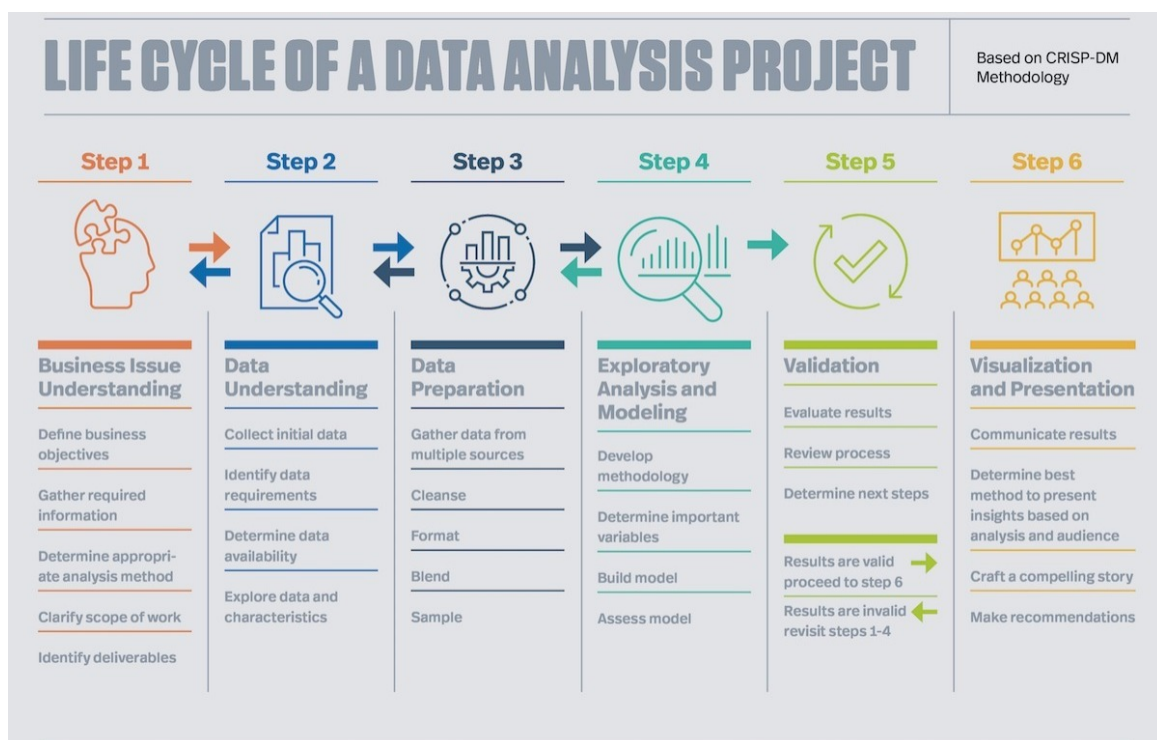 LIFE CYCLE OF A DATA ANALYSIS PROJECT
Based on CRISP-DM
Methodology
Step 1
Step 2
Step 3
Step 4
Step 5
Step 6
Business Issue
Understanding
Define business
objectives
Gather required
information
Determine appropri-
ate analysis method
Clarify scope of work
Identify deliverables
Data
Understanding
Collect initial data
Identify data
requirements
Determine data
availability
Explore data and
characteristics
Data
Preparation
Gather data from
multiple sources
Cleanse
Format
Blend
Sample
Exploratory
Analysis and
Modeling
Develop
methodology
Determine important
variables
Build model
Assess model
Validation
Evaluate results
Review process
Determine next steps
Results are valid
proceed to step 6
Results are invalid
revisit steps 1-4
Visualization
and Presentation
Communicate results
Determine best
method to present
insights based on
analysis and audience
Craft a compelling story
Make recommendations